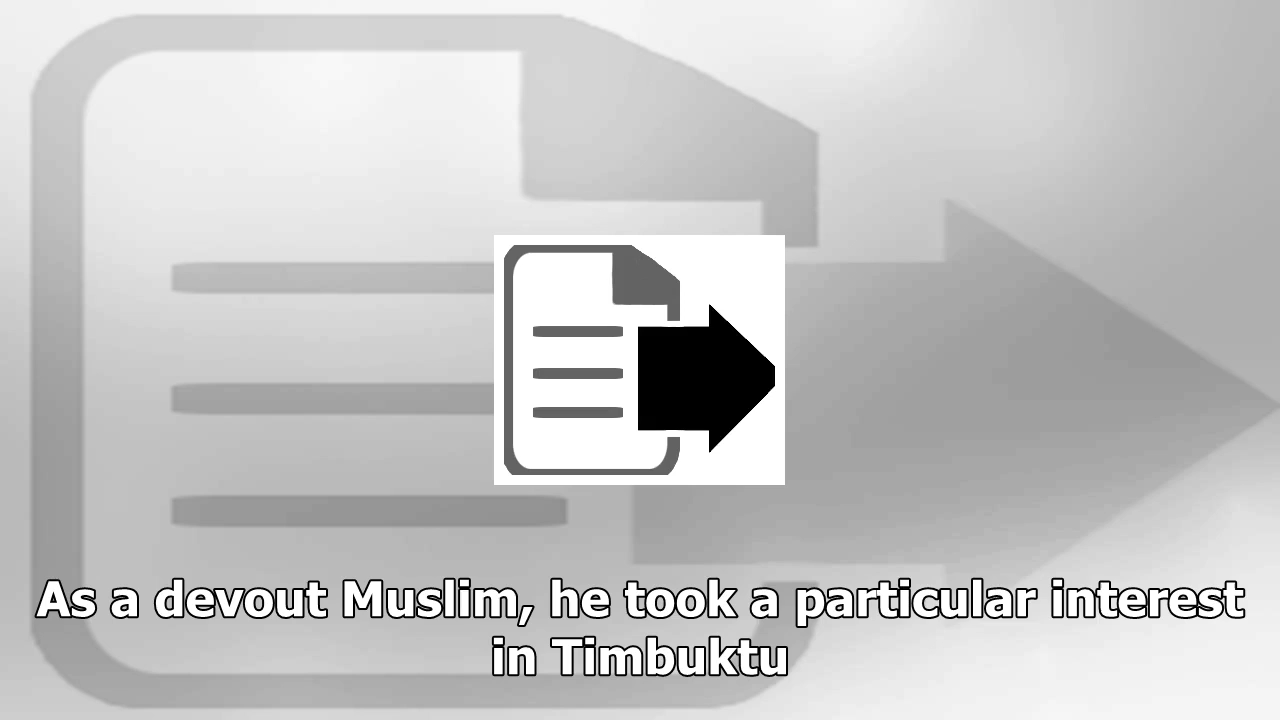 As a devout Muslim, he took a particular interest
in Timbuktu